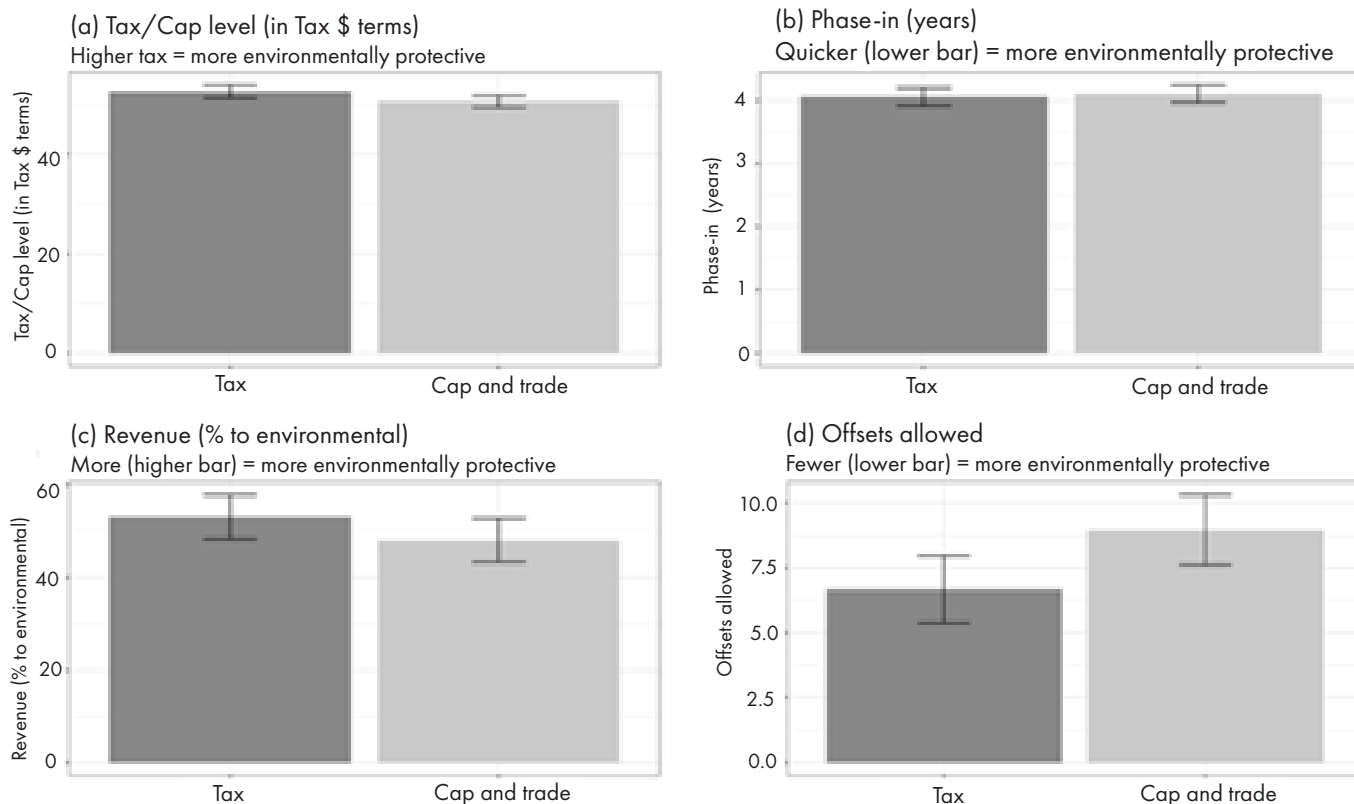 (a) Tax/Cap level (in Tax $ terms)
Higher tax = more environmentally protective
Tax/Cap level (in Tax $ terms)
40
20
0
Tax
Cap and trade
(b) Phase-in (years)
Quicker (lower bar) = more environmentally protective
Phase-in (years)
4
3
2
1
0
Tax
Cap and trade
(c) Revenue (% to environmental)
More (higher bar) = more environmentally protective
Revenue (% to environmental)
60
40
20
0
Tax
Cap and trade
(d) Offsets allowed
Fewer (lower bar) = more environmentally protective
Offsets allowed
10.0
7.5
5.0
2.5
0.0
Tax
Cap and trade